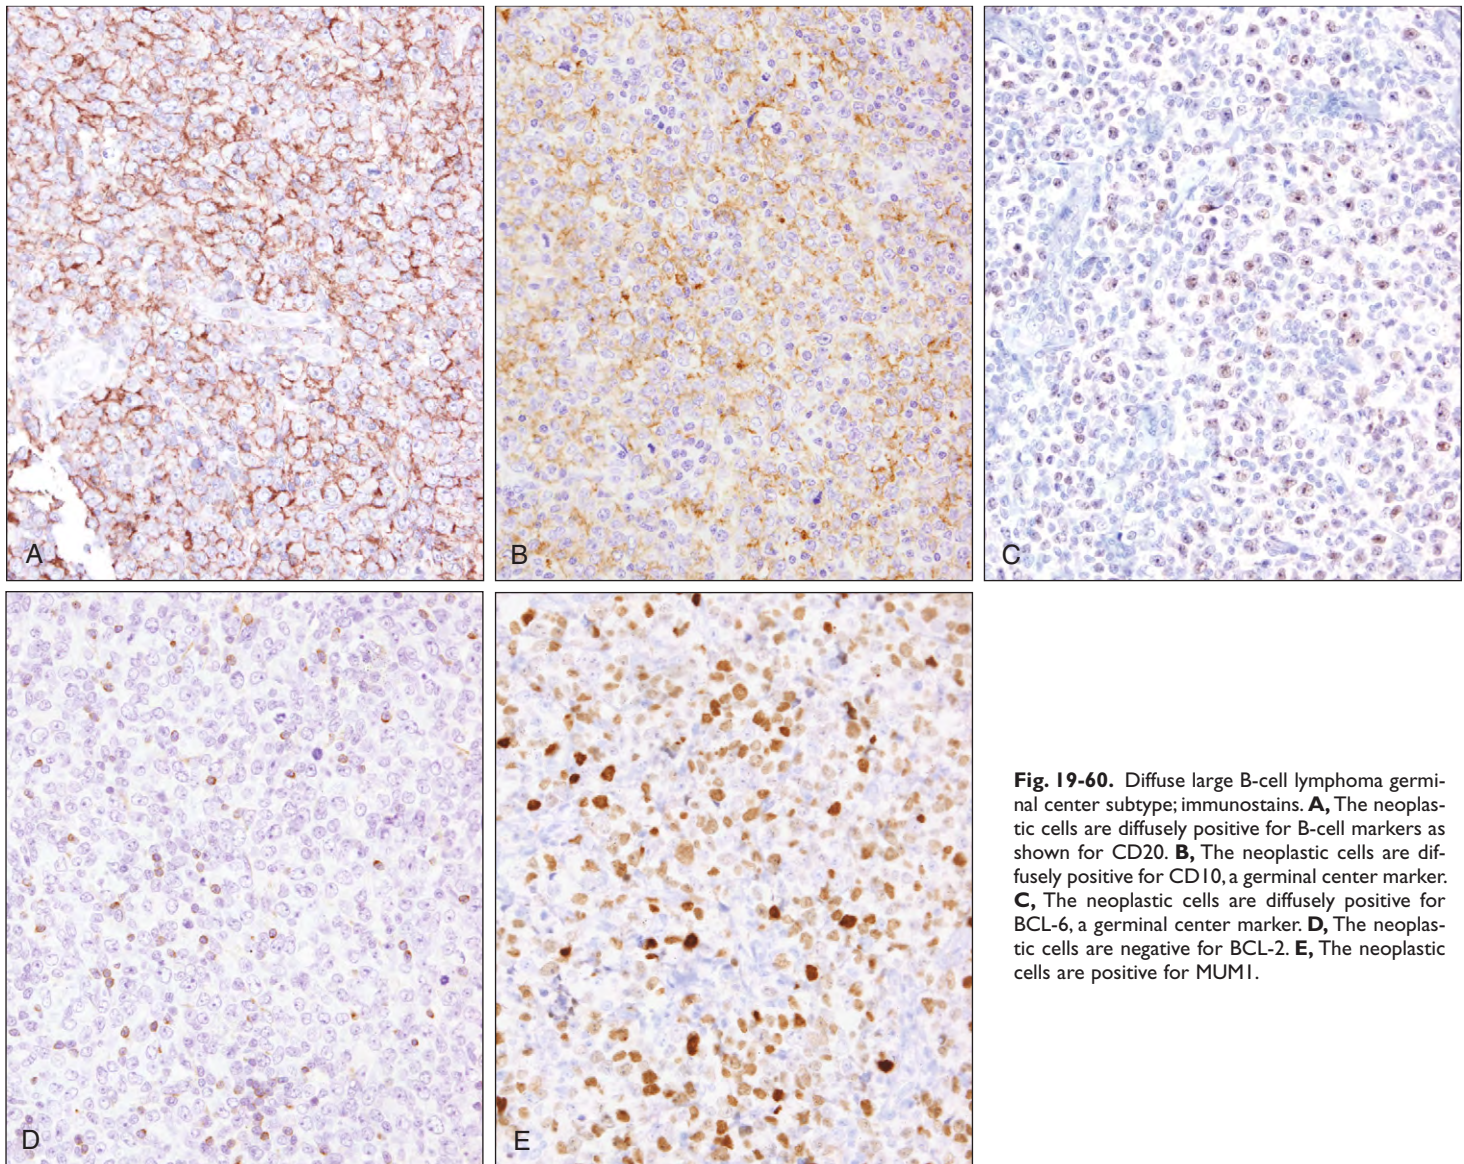 A
B
C
D
E
Fig. 19-60. Diffuse large B-cell lymphoma germi-
nal center subtype; immunostains. A, The neoplas-
tic cells are diffusely positive for B-cell markers as
shown for CD20. B, The neoplastic cells are dif-
fusely positive for CD10, a germinal center marker.
C, The neoplastic cells are diffusely positive for
BCL-6, a germinal center marker. D, The neoplas-
tic cells are negative for BCL-2. E, The neoplastic
cells are positive for MUM1.